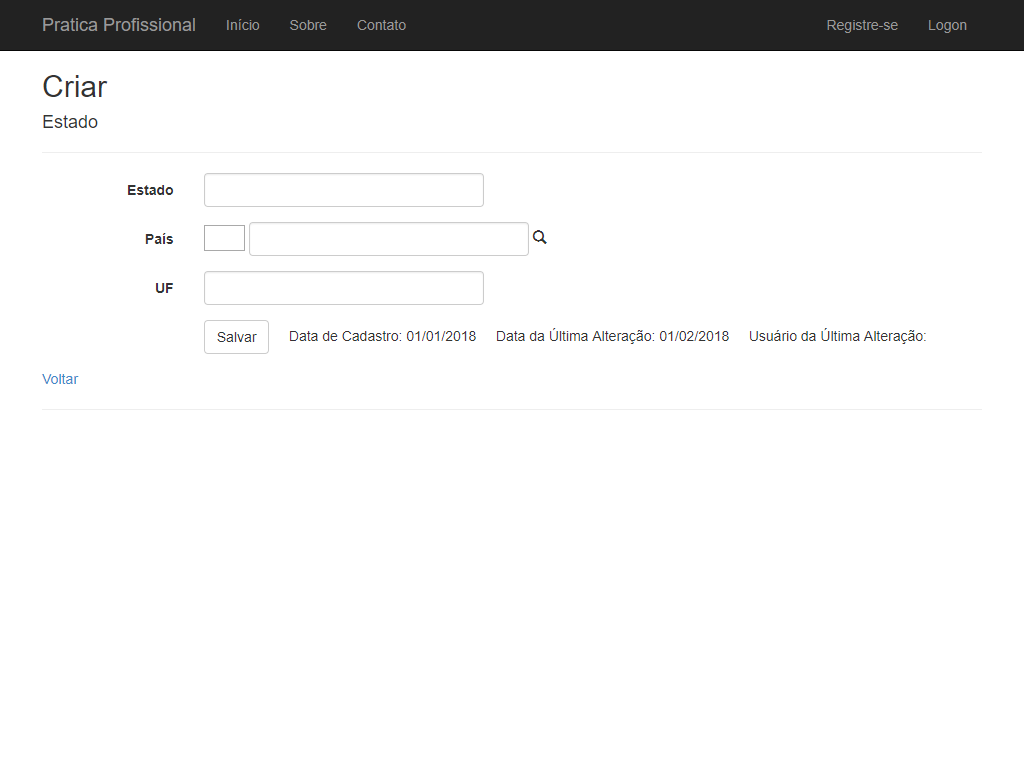 Pratica Profissional Início Sobre Contato Registre-se Logon
Criar
Estado
Estado
País
UF
Salvar Data de Cadastro: 01/01/2018 Data da Última Alteração: 01/02/2018 Usuário da Última Alteração:
Voltar